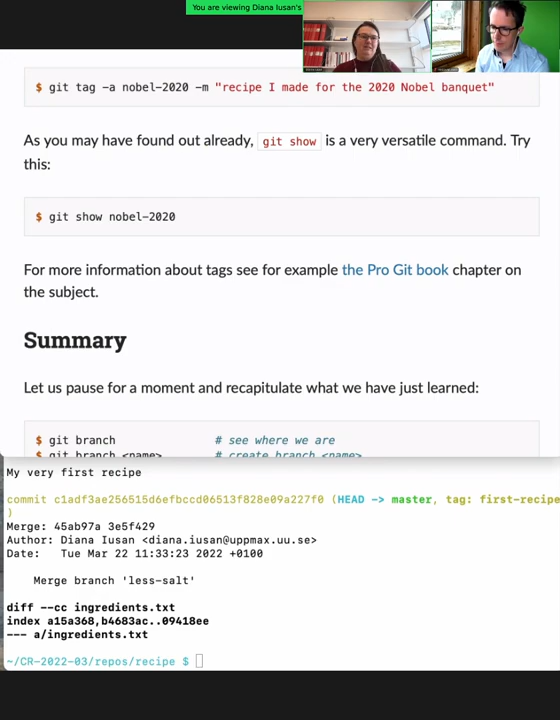 You are viewing Diana Iusan's
$ git tag -a nobel-2020 -m "recipe I made for the 2020 Nobel banquet"
As you may have found out already, git show is a very versatile command. Try
this:
$ git show nobel-2020
For more information about tags see for example the Pro Git book chapter on
the subject.
Summary
Let us pause for a moment and recapitulate what we have just learned:
$ git branch # see where we are
$ git branch <name> # create branch <name>
My very first recipe
commit c1adf3ae256515d6efbccd06513f828e09a227f0 (HEAD -> master, tag: first-recipe
)
Merge: 45ab97a 3e5f429
Author: Diana Iusan <diana.iusan@uppmax.uu.se>
Date: Tue Mar 22 11:33:23 2022 +0100
Merge branch 'less-salt'
diff --cc ingredients.txt
index a15a368,b4683ac..09418ee
--- a/ingredients.txt
~/CR-2022-03/repos/recipe $